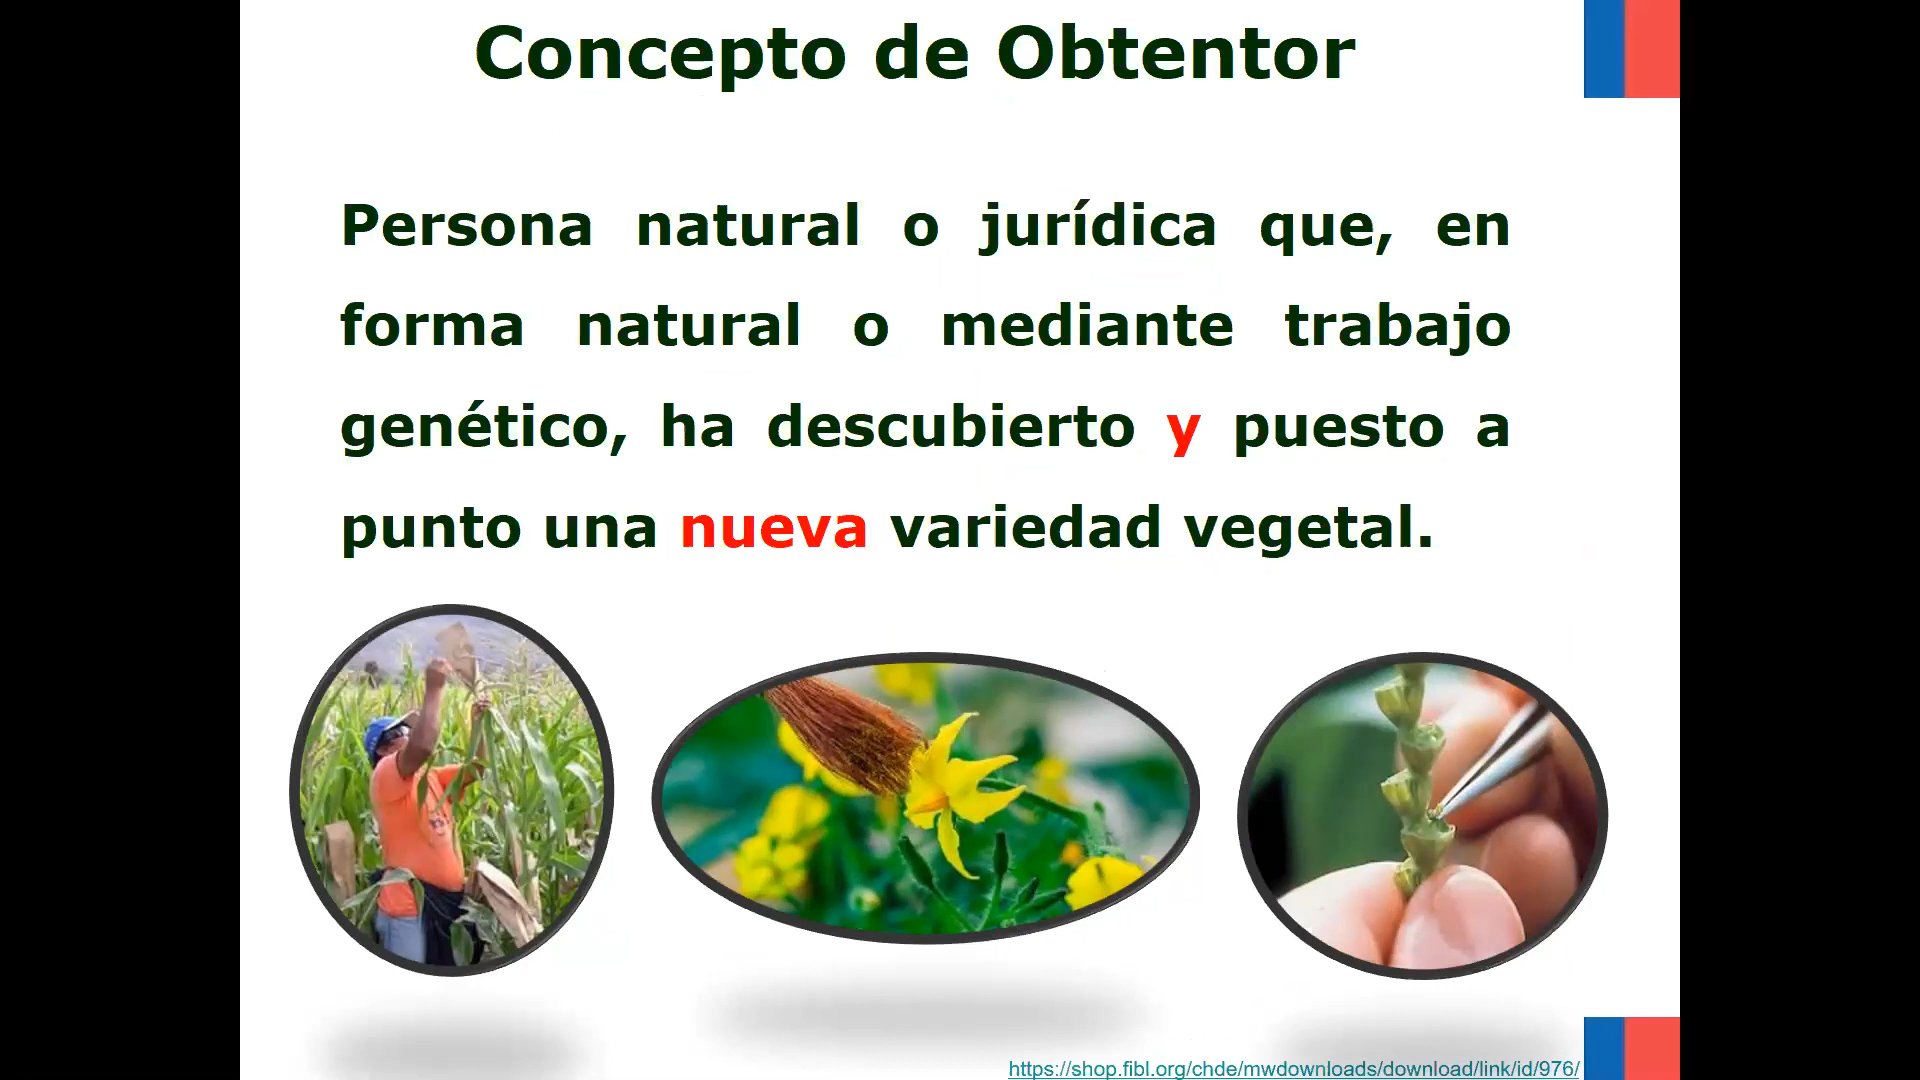 Concepto de Obtentor
Persona natural o jurídica que, en
forma natural o mediante trabajo
genético, ha descubierto y puesto a
punto una nueva variedad vegetal.
https://shop.fibl.org/chde/mwdownloads/download/link/id/976/